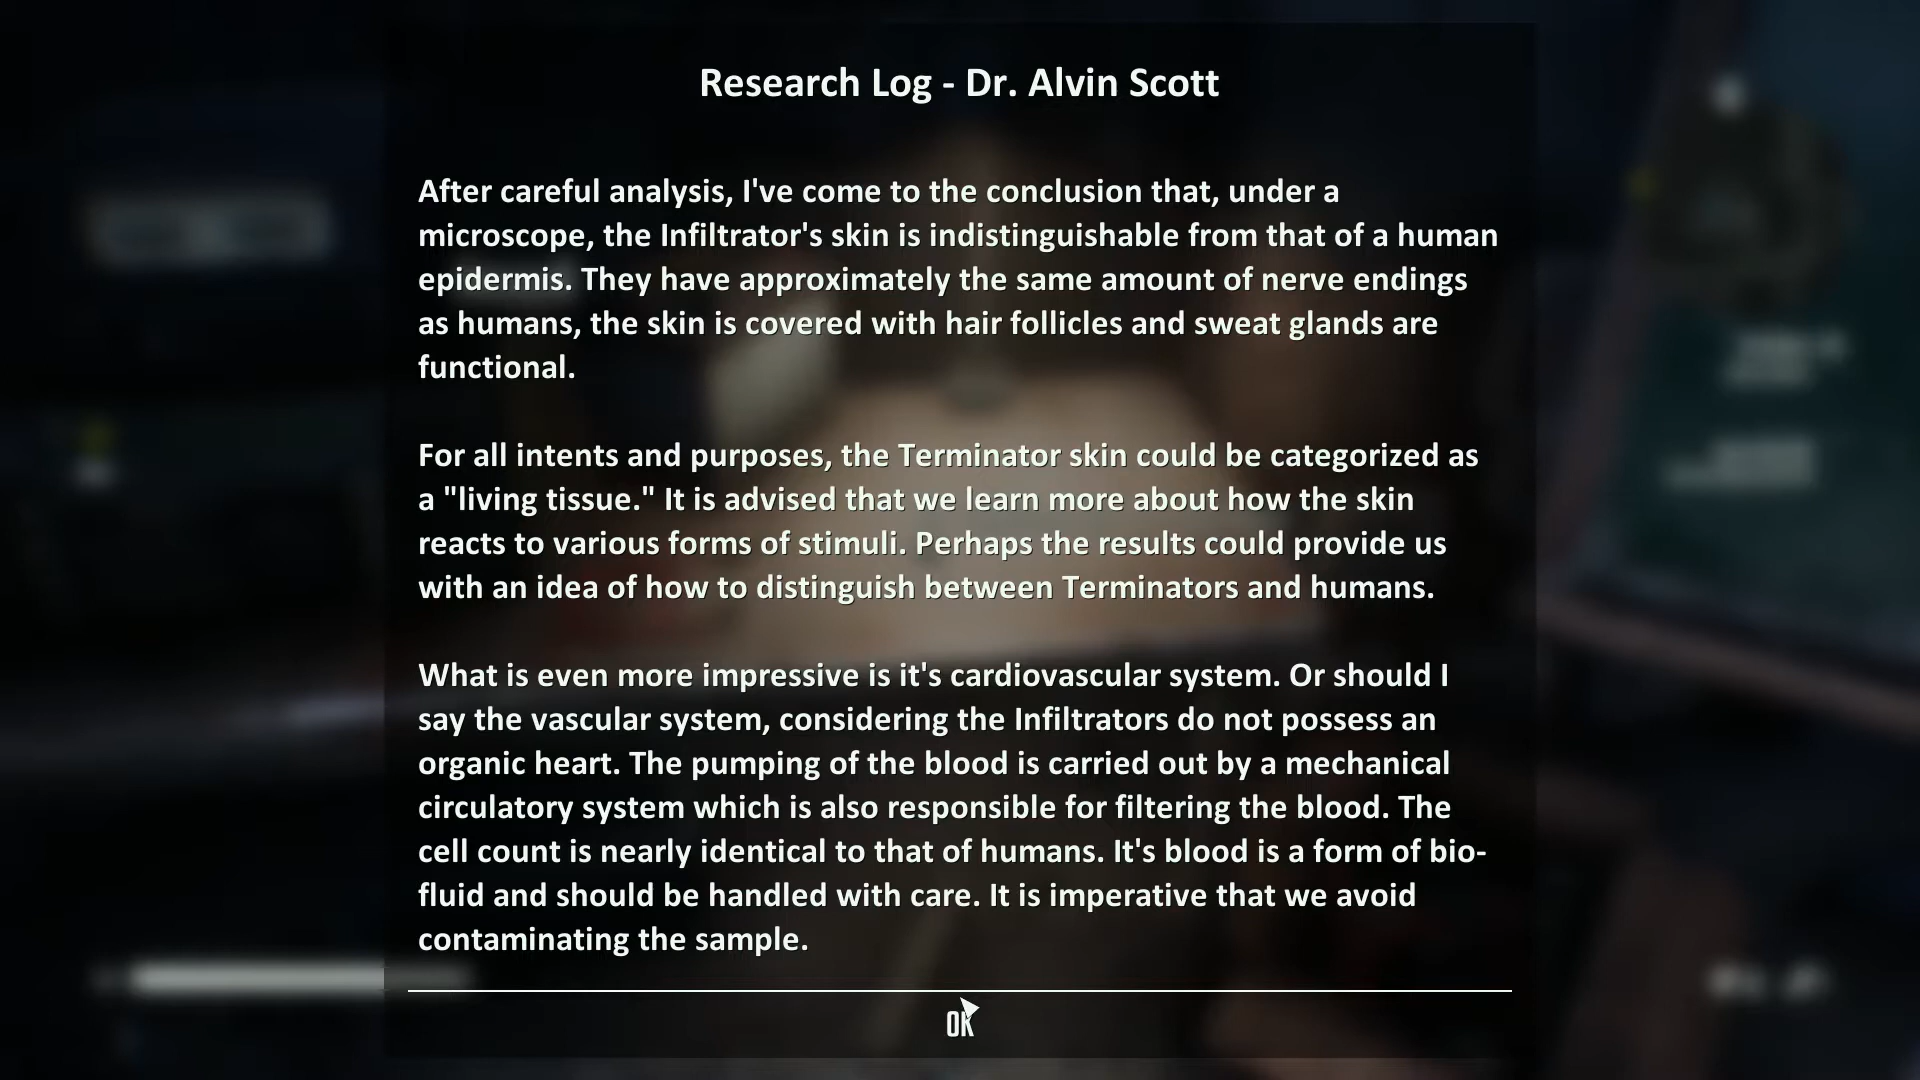 Research Log - Dr. Alvin Scott
After careful analysis, I've come to the conclusion that, under a
microscope, the Infiltrator's skin is indistinguishable from that of a human
epidermis. They have approximately the same amount of nerve endings
as humans, the skin is covered with hair follicles and sweat glands are
functional.
For all intents and purposes, the Terminator skin could be categorized as
a "living tissue." It is advised that we learn more about how the skin
reacts to various forms of stimuli. Perhaps the results could provide us
with an idea of how to distinguish between Terminators and humans.
What is even more impressive is it's cardiovascular system. Or should I
say the vascular system, considering the Infiltrators do not possess an
organic heart. The pumping of the blood is carried out by a mechanical
circulatory system which is also responsible for filtering the blood. The
cell count is nearly identical to that of humans. It's blood is a form of bio-
fluid and should be handled with care. It is imperative that we avoid
contaminating the sample.
OK